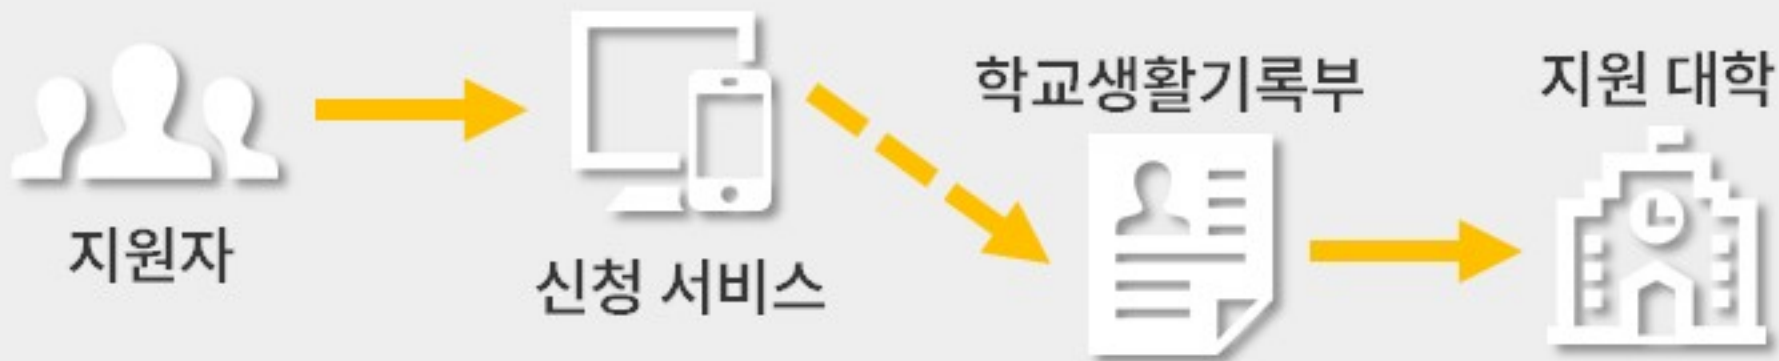 지원자
신청 서비스
학교생활기록부
지원 대학